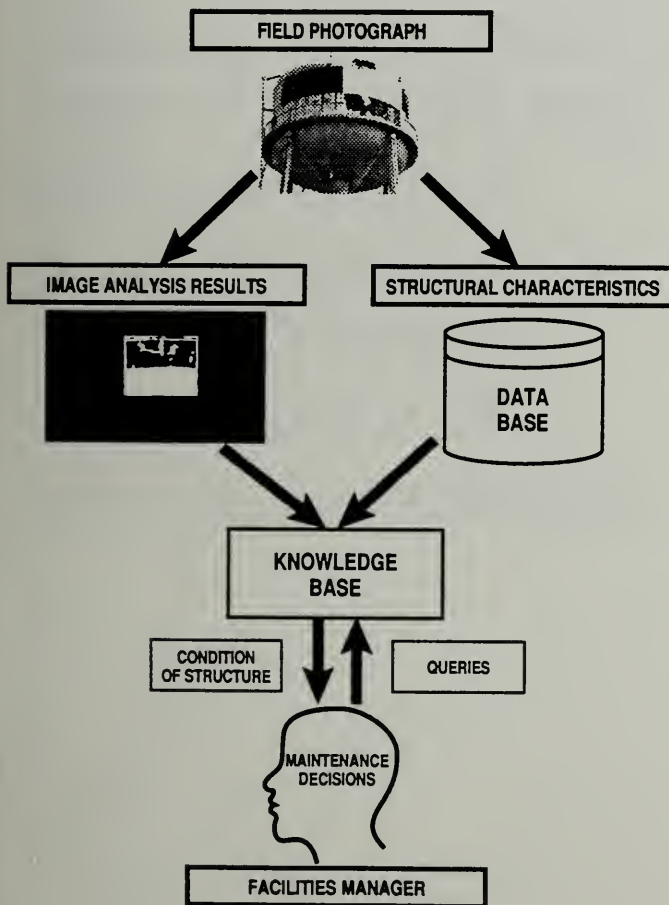 FIELD PHOTOGRAPH
IMAGE ANALYSIS RESULTS
STRUCTURAL CHARACTERISTICS
DATA
BASE
KNOWLEDGE
BASE
CONDITION
OF STRUCTURE
QUERIES
MAINTENANCE
DECISIONS
FACILITIES MANAGER